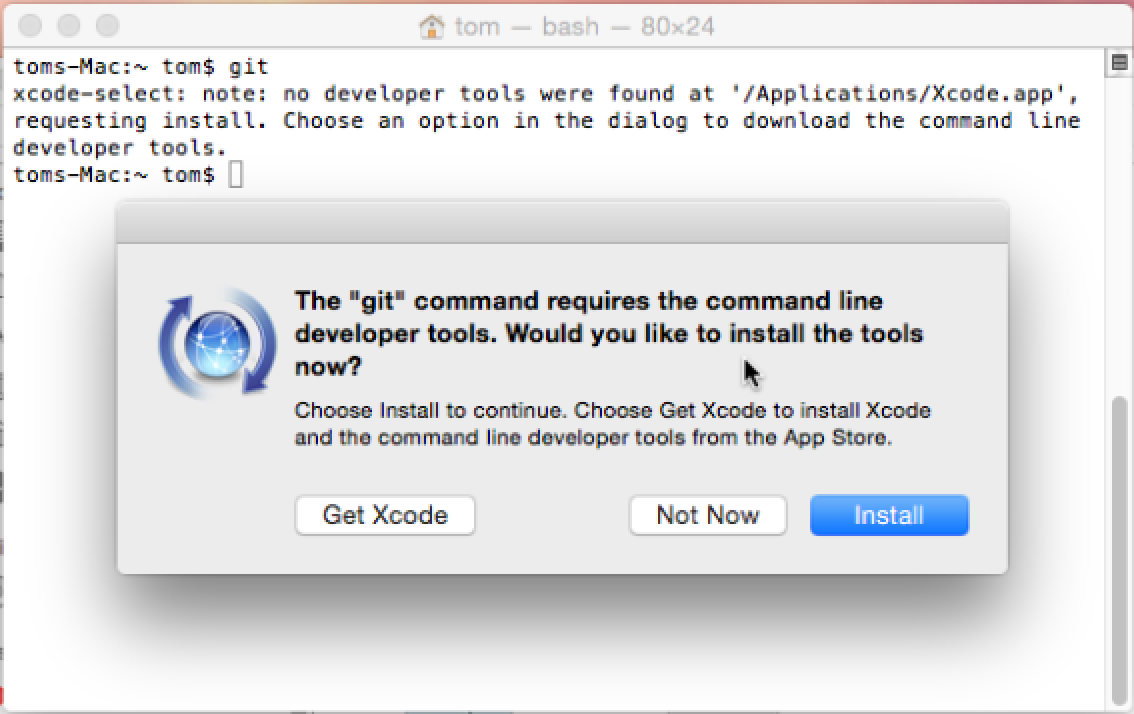 tom — bash — 80×24
toms-Mac:~ tom$ git
xcode-select: note: no developer tools were found at '/Applications/Xcode.app',
requesting install. Choose an option in the dialog to download the command line
developer tools.
toms-Mac:~ tom$
The "git" command requires the command line
developer tools. Would you like to install the tools
now?
Choose Install to continue. Choose Get Xcode to install Xcode
and the command line developer tools from the App Store.
Get Xcode
Not Now
Install